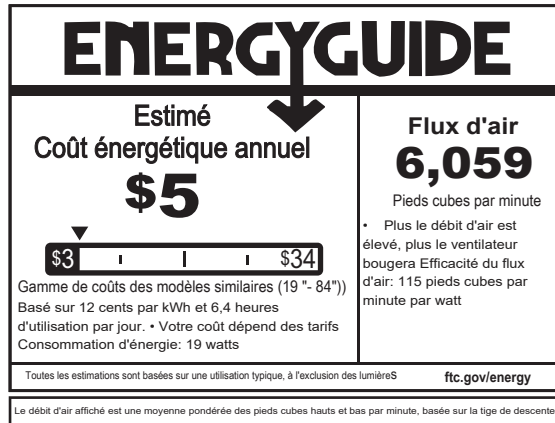 ENERGYGUIDE
Estimé
Coût énergétique annuel
$5
$3
$34
Gamme de coûts des modèles similaires (19 "- 84"))
Basé sur 12 cents par kWh et 6,4 heures
d'utilisation par jour. • Votre coût dépend des tarifs
Consommation d'énergie: 19 watts
Flux d'air
6,059
Pieds cubes par minute
• Plus le débit d'air est
élevé, plus le ventilateur
bougera Efficacité du flux
d'air: 115 pieds cubes par
minute par watt
Toutes les estimations sont basées sur une utilisation typique, à l'exclusion des lumièreS
ftc.gov/energy
Le débit d'air affiché est une moyenne pondérée des pieds cubes hauts et bas par minute, basée sur la tige de descente